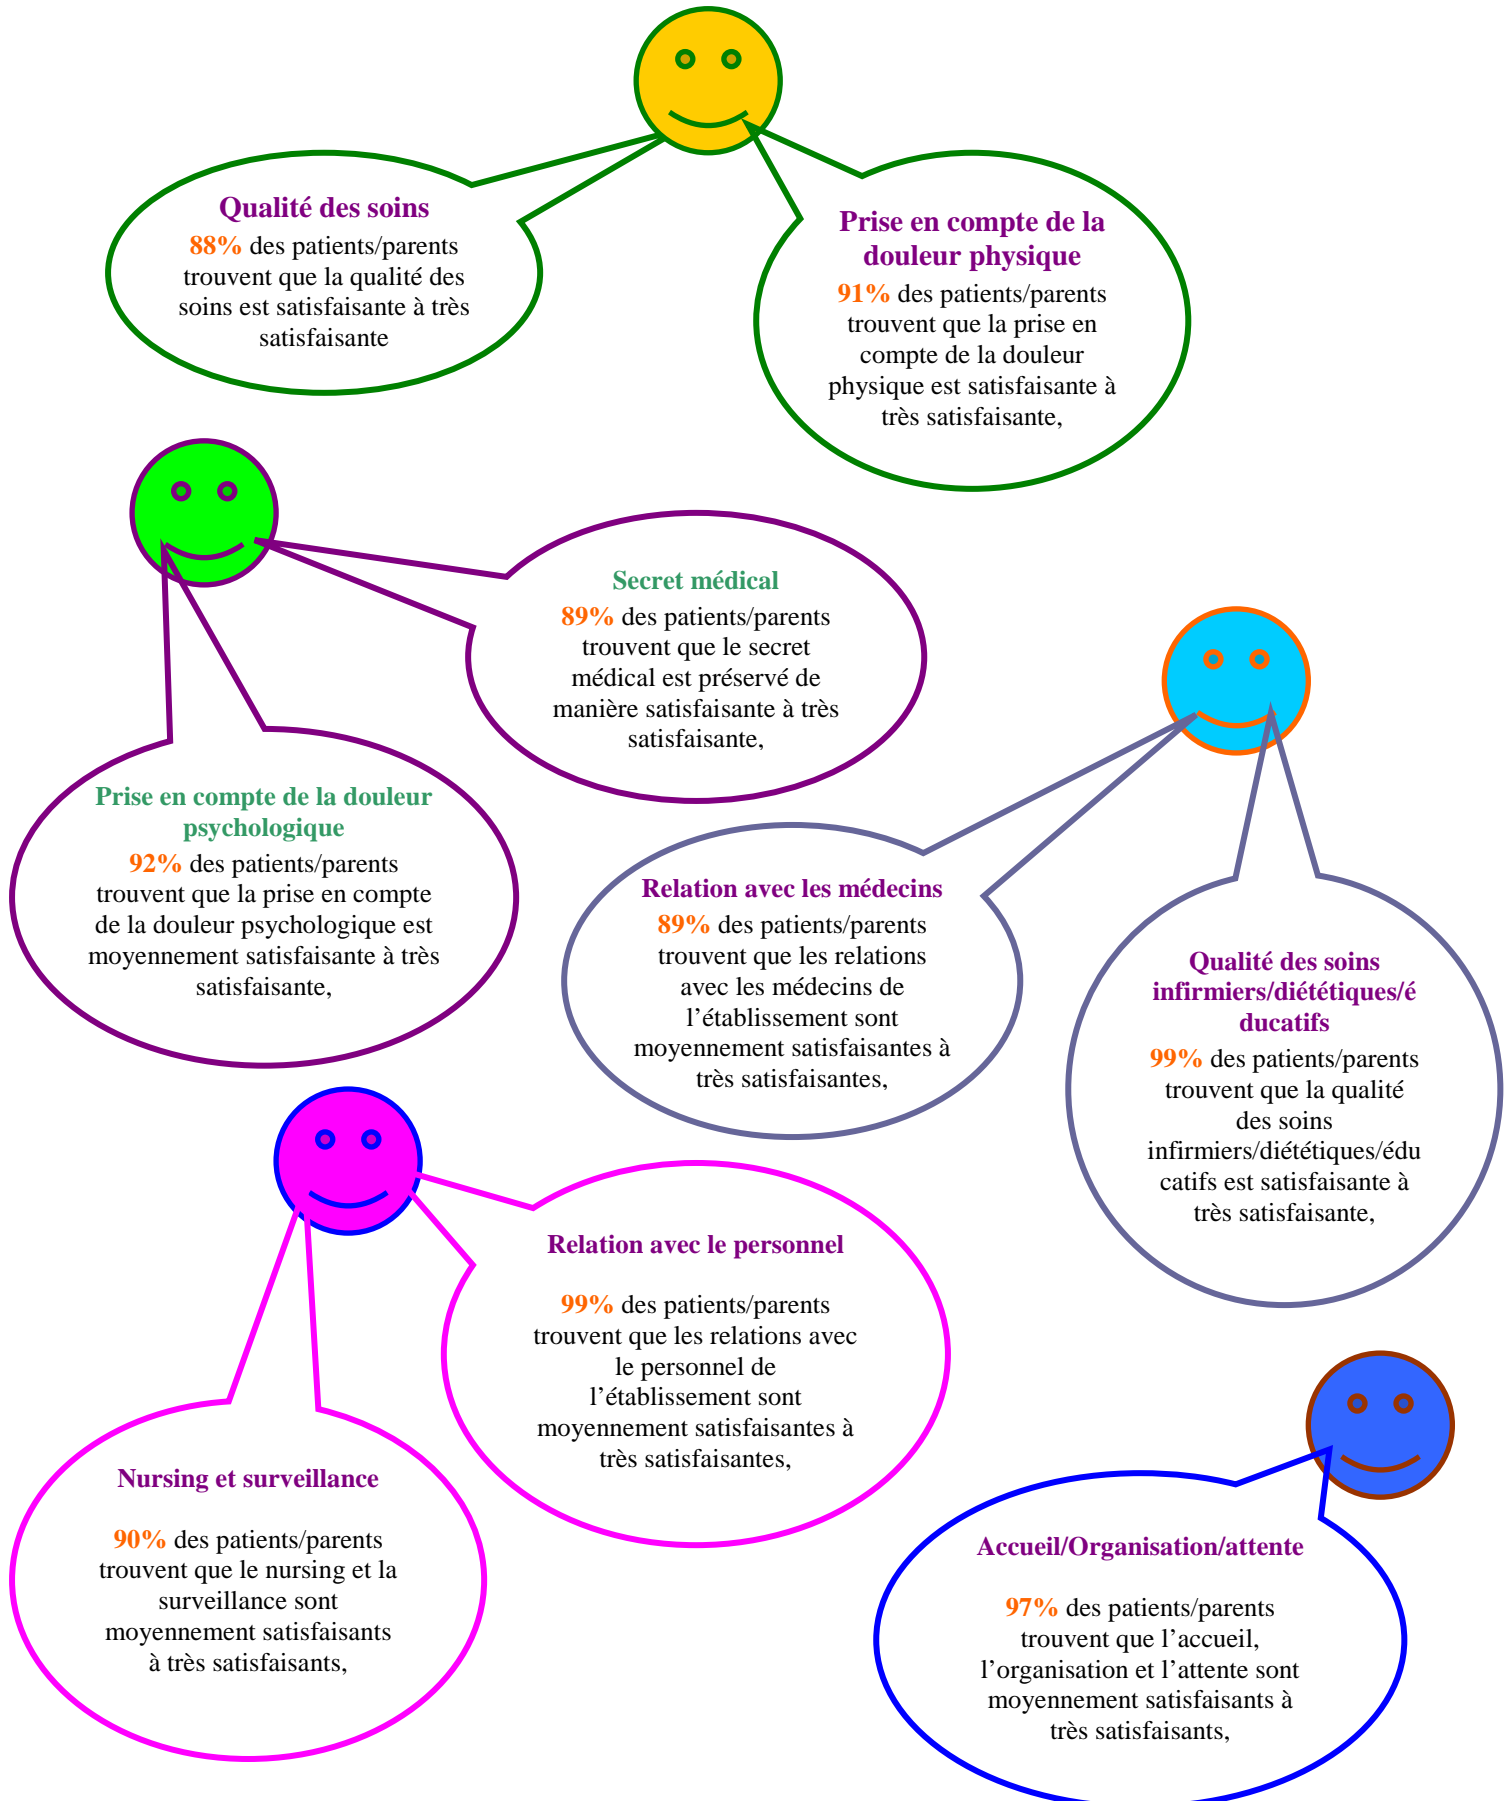 Qualité des soins
88% des patients/parents
trouvent que la qualité des
soins est satisfaisante à très
satisfaisante
Prise en compte de la
douleur physique
91% des patients/parents
trouvent que la prise en
compte de la douleur
physique est satisfaisante à
très satisfaisante,
Secret médical
89% des patients/parents
trouvent que le secret
médical est préservé de
manière satisfaisante à très
satisfaisante,
Prise en compte de la douleur
psychologique
92% des patients/parents
trouvent que la prise en compte
de la douleur psychologique est
moyennement satisfaisante à très
satisfaisante,
Relation avec les médecins
89% des patients/parents
trouvent que les relations
avec les médecins de
l’établissement sont
moyennement satisfaisantes à
très satisfaisantes,
Qualité des soins
infirmiers/diététiques/é
ducatifs
99% des patients/parents
trouvent que la qualité
des soins
infirmiers/diététiques/édu
catifs est satisfaisante à
très satisfaisante,
Relation avec le personnel
99% des patients/parents
trouvent que les relations avec
le personnel de
l’établissement sont
moyennement satisfaisantes à
très satisfaisantes,
Nursing et surveillance
90% des patients/parents
trouvent que le nursing et la
surveillance sont
moyennement satisfaisants
à très satisfaisants,
Accueil/Organisation/attente
97% des patients/parents
trouvent que l’accueil,
l’organisation et l’attente sont
moyennement satisfaisants à
très satisfaisants,